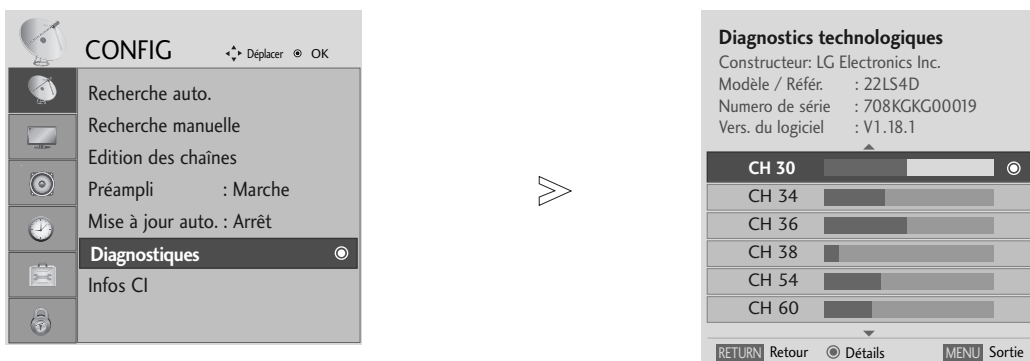 CONFIG Déplacer OK
Recherche auto.
Recherche manuelle
Edition des chaînes
Préampli : Marche
Mise à jour auto. : Arrêt
Diagnostiques
Infos CI
Diagnostics technologiques
Constructeur: LG Electronics Inc.
Modèle / Référ. : 22LS4D
Numero de série : 708KGKG00019
Vers. du logiciel : V1.18.1
CH 30
CH 34
CH 36
CH 38
CH 54
CH 60
RETURN Retour Détails MENU Sortie